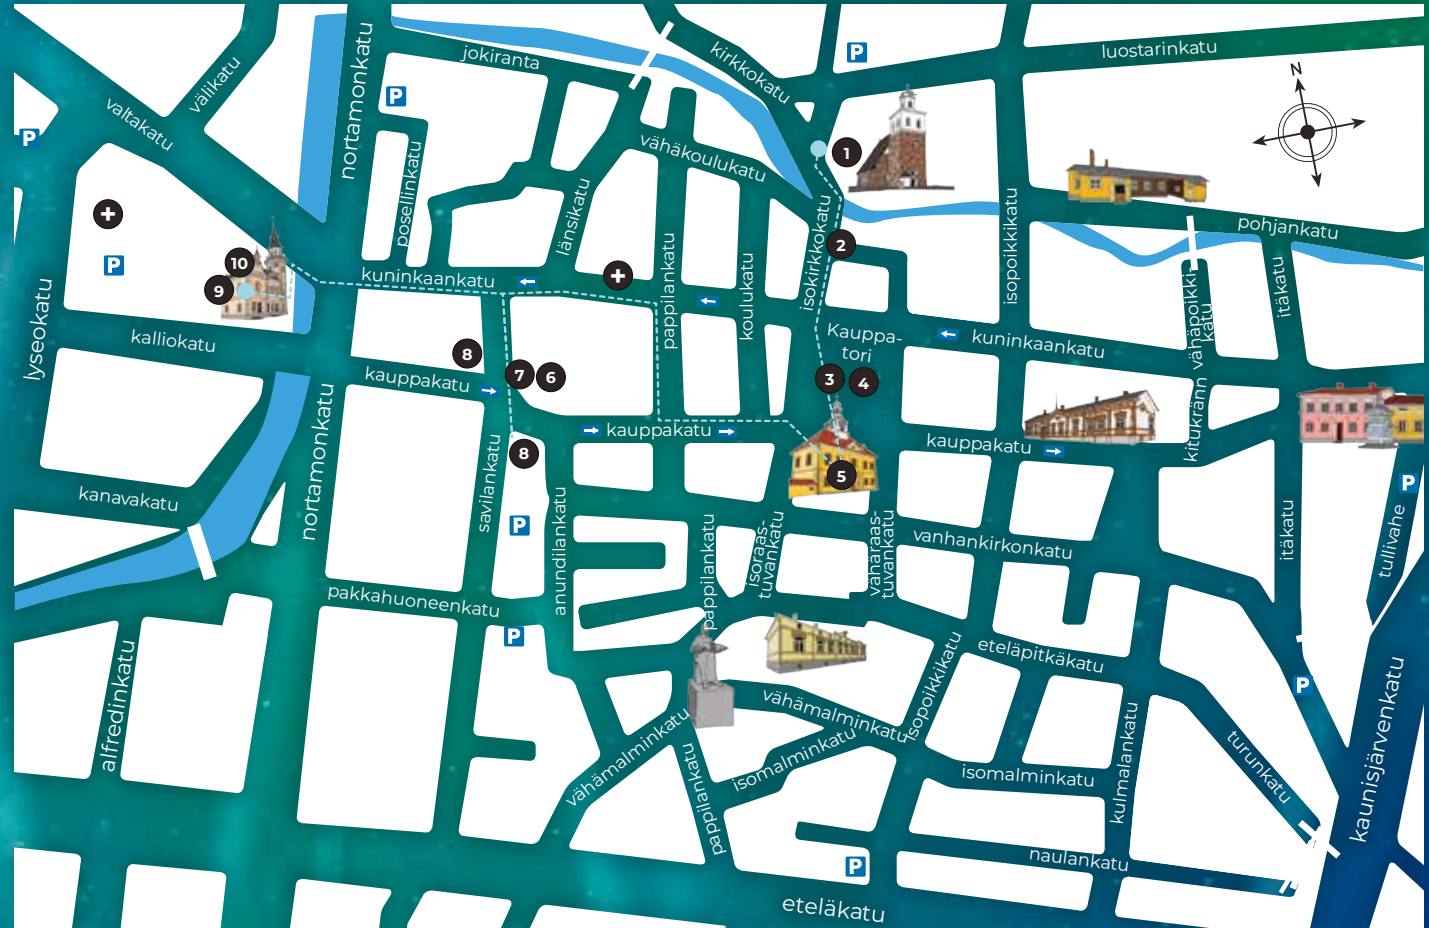 luostarinkatu
kirkkokatu
jokiranta
P
P
N
välikatu
valtakatu
nortamonkatu
P
vähäkoulukatu
1
posellinkatu
länsikatu
isokirkkokatu
isopoikkikatu
pohjankatu
+
2
10
P
9
kuninkaankatu
+
pappilankatu
koulukatu
itäkatu
vähäpoikki-
katu
lyseokatu
kalliokatu
8
Kauppa-
tori
kuninkaankatu
kauppakatu
7
6
3
4
kitukränn
nortamonkatu
kauppakatu
kauppakatu
8
5
P
kanavakatu
savilankatu
P
anundilankatu
pappilankatu
isoraas-
tuvankatu
vähäraas-
tuvankatu
vanhankirkonkatu
itäkatu
tullivahe
pakkahuoneenkatu
P
eteläpitkäkatu
isopoikkikatu
P
alfredinkatu
vähämalminkatu
vähämalminkatu
isomalminkatu
pappilankatu
isomalminkatu
kulmalankatu
turunkatu
kaunisjärvenkatu
P
naulankatu
eteläkatu